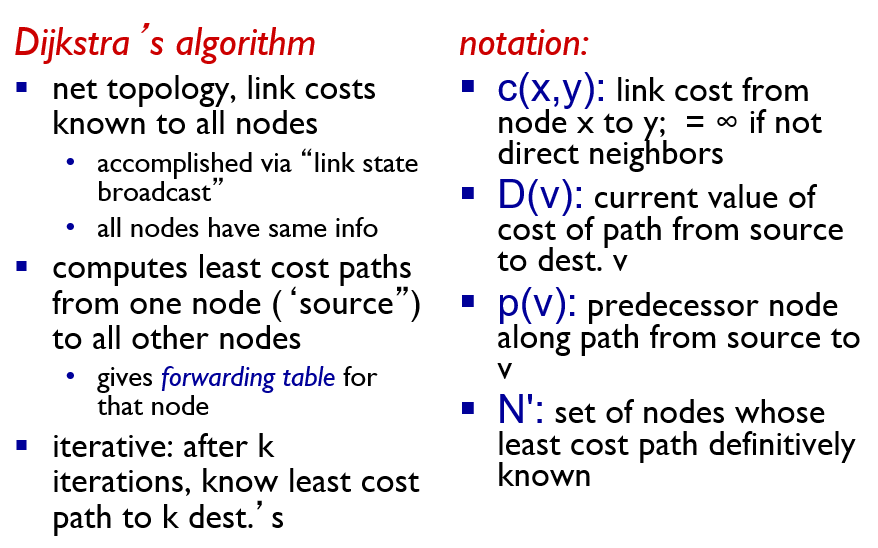 Dijkstra’s algorithm
▪ net topology, link costs
known to all nodes
• accomplished via “link state
broadcast”
• all nodes have same info
▪ computes least cost paths
from one node (‘source”)
to all other nodes
• gives forwarding table for
that node
▪ iterative: after k
iterations, know least cost
path to k dest.’s
notation:
▪ c(x,y): link cost from
node x to y; = ∞ if not
direct neighbors
▪ D(v): current value of
cost of path from source
to dest. v
▪ p(v): predecessor node
along path from source to
v
▪ N': set of nodes whose
least cost path definitively
known